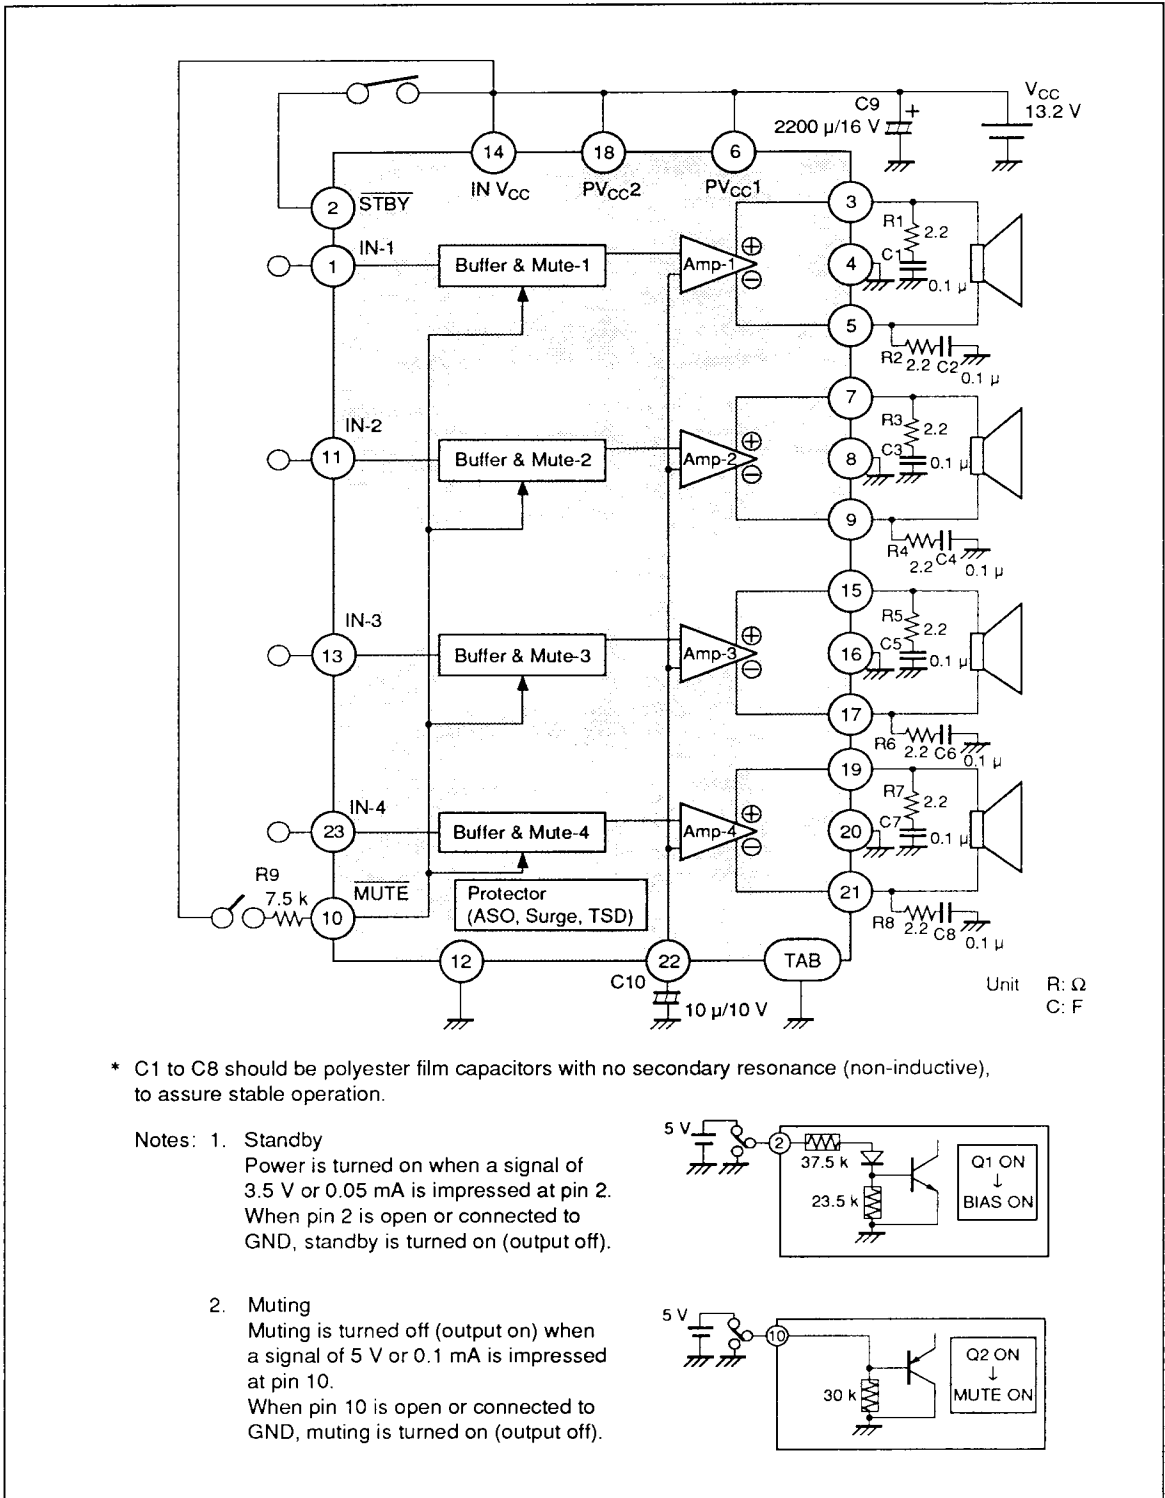 VCC
13.2 V
C9 +
2200 µ/16 V
14
18
6
IN VCC
PVCC2
PVCC1
2
STBY
3
R1
2.2
C1
0.1 µ
IN-1
1
Buffer & Mute-1
Amp-1
+
−
4
5
R2
2.2
C2
0.1 µ
7
R3
2.2
C3
0.1 µ
IN-2
11
Buffer & Mute-2
Amp-2
+
−
8
9
R4
2.2
C4
0.1 µ
15
R5
2.2
C5
0.1 µ
IN-3
13
Buffer & Mute-3
Amp-3
+
−
16
17
R6
2.2
C6
0.1 µ
19
R7
2.2
C7
0.1 µ
IN-4
23
Buffer & Mute-4
Amp-4
+
−
20
21
R8
2.2
C8
0.1 µ
R9
7.5 k
10
MUTE
Protector
(ASO, Surge, TSD)
12
22
TAB
C10
10 µ/10 V
Unit R: Ω
C: F
* C1 to C8 should be polyester film capacitors with no secondary resonance (non-inductive),
to assure stable operation.
Notes: 1. Standby
Power is turned on when a signal of
3.5 V or 0.05 mA is impressed at pin 2.
When pin 2 is open or connected to
GND, standby is turned on (output off).
5 V
2
37.5 k
23.5 k
Q1 ON
↓
BIAS ON
2. Muting
Muting is turned off (output on) when
a signal of 5 V or 0.1 mA is impressed
at pin 10.
When pin 10 is open or connected to
GND, muting is turned on (output off).
5 V
10
30 k
Q2 ON
↓
MUTE ON